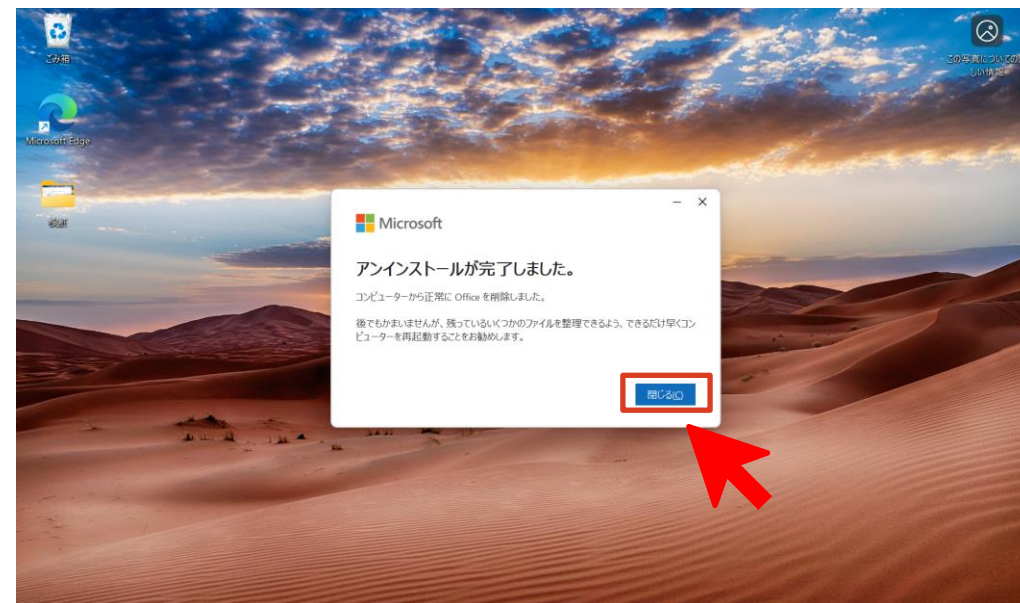 ごみ箱
Microsoft Edge
この写真についての
しい情報
Microsoft
アンインストールが完了しました。
コンピューターから正常に Office を削除しました。
後でもかまいませんが、残っているいくつかのファイルを整理できるよう、できるだけ早くコン
ピューターを再起動することをお勧めします。
閉じる(C)